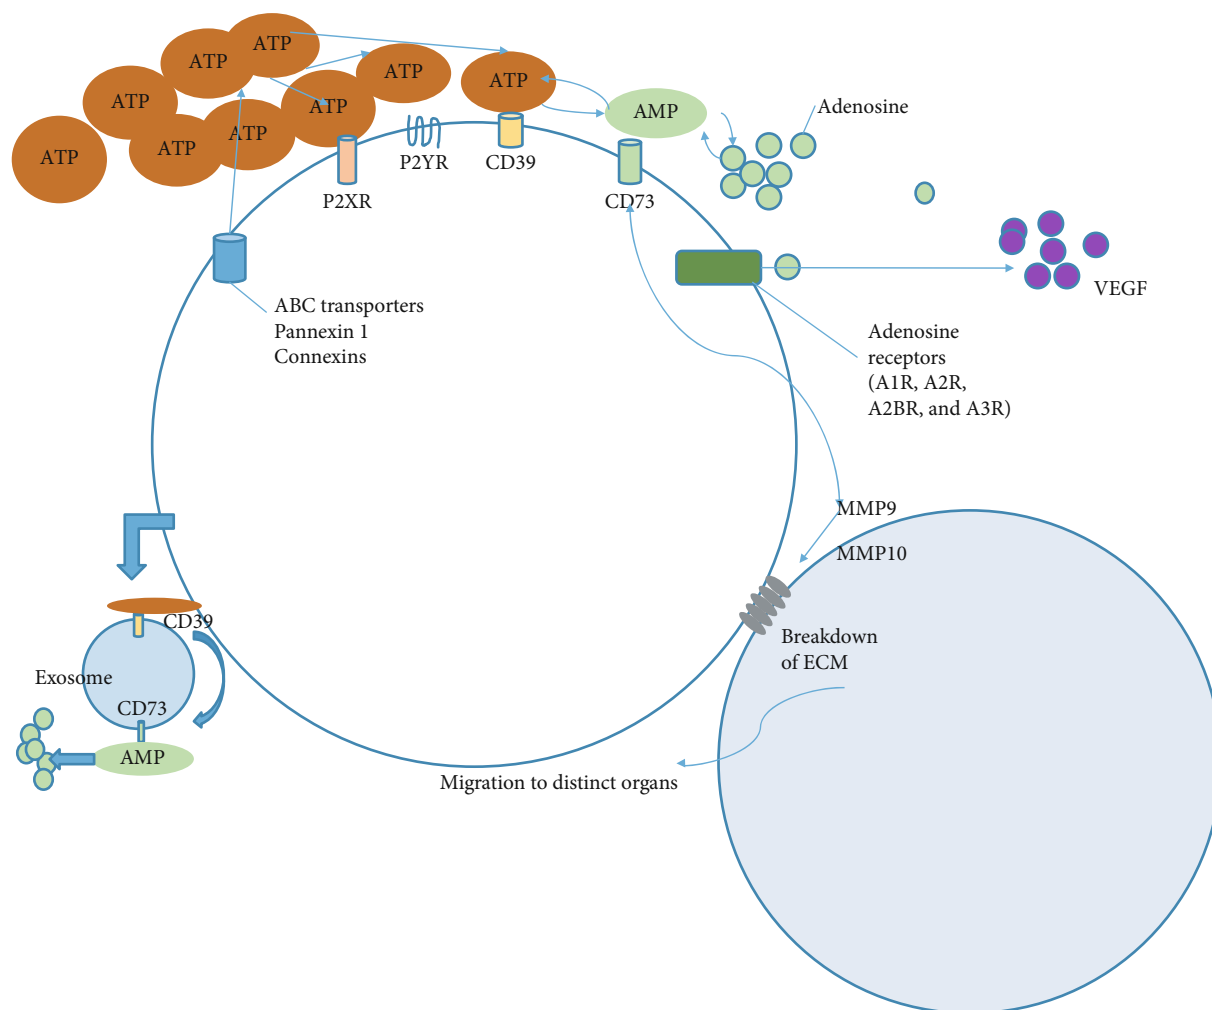 ATP
ATP
ATP
ATP
ATP
ATP
ATP
ATP
ATP
AMP
Adenosine
P2YR
CD39
P2XR
CD73
VEGF
ABC transporters
Pannexin 1
Connexins
Adenosine
receptors
(A1R, A2R,
A2BR, and A3R)
MMP9
MMP10
CD39
Breakdown
of ECM
Exosome
CD73
AMP
Migration to distinct organs